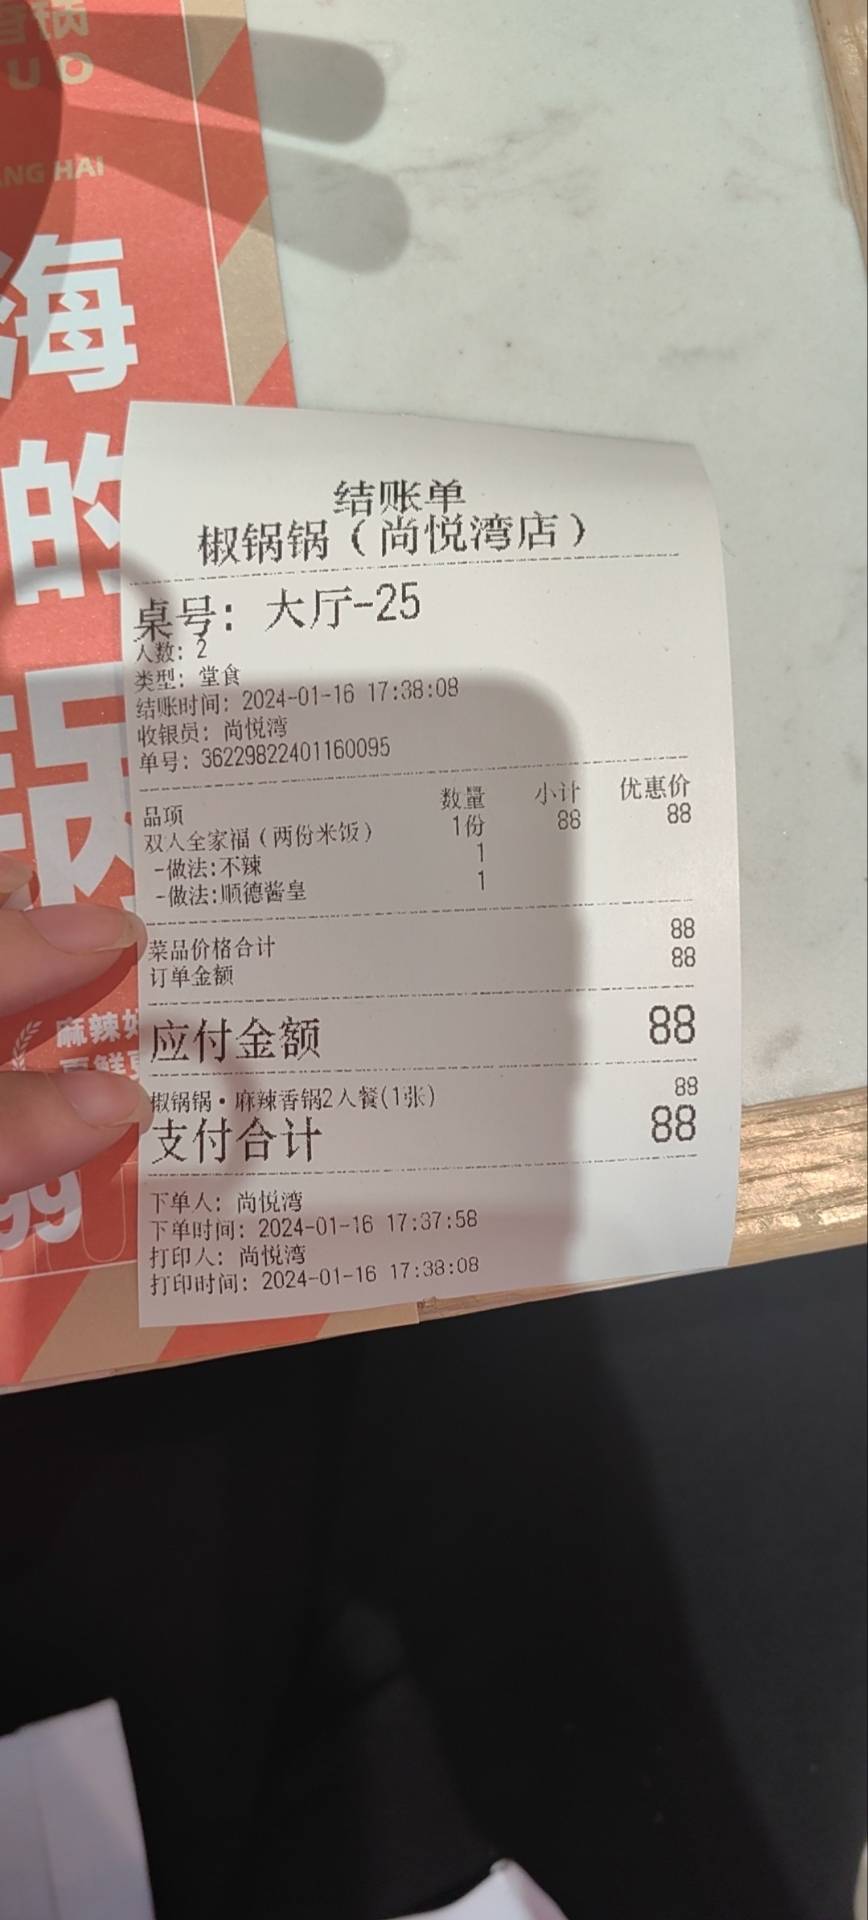 UO
ANG HAI
海
的
结账单
椒锅锅（尚悦湾店）
桌号: 大厅-25
人数: 2
类型: 堂食
结账时间: 2024-01-16 17:38:08
收银员: 尚悦湾
单号: 36229822401160095
品项 数量 小计 优惠价
双人全家福（两份米饭） 1份 88 88
-做法:不辣 1
-做法:顺德酱皇 1
菜品价格合计 88
订单金额 88
应付金额 88
椒锅锅·麻辣香锅2人餐(1张) 88
支付合计 88
下单人: 尚悦湾
下单时间: 2024-01-16 17:37:58
打印人: 尚悦湾
打印时间: 2024-01-16 17:38:08
麻辣
99